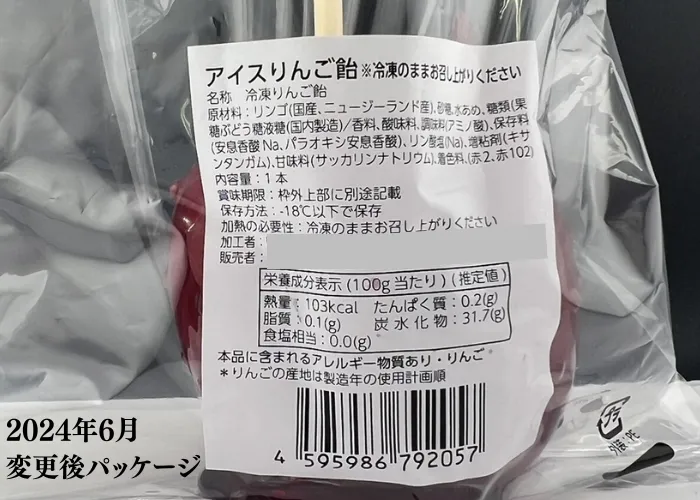 アイスりんご飴 ※冷凍のままお召し上がりください
名称 冷凍りんご飴
原材料：リンゴ(国産、ニュージーランド産)、砂糖、水あめ、糖類(果
糖ぶどう糖液糖(国内製造)/香料、酸味料、調味料(アミノ酸)、保存料
(安息香酸Na、パラオキシ安息香酸)、リン酸塩(Na)、増粘剤(キサ
ンタンガム)、甘味料(サッカリンナトリウム)、着色料、(赤2、赤102)
内容量：1本
賞味期限：枠外上部に別途記載
保存方法：-18℃以下で保存
加熱の必要性：冷凍のままお召し上がりください
加工者：
販売者：
栄養成分表示(100g当たり)(推定値)
熱量：103kcal たんぱく質：0.2(g)
脂質：0.1(g) 炭水化物：31.7(g)
食塩相当：0.0(g)
本品に含まれるアレルギー物質あり・りんご
*りんごの産地は製造年の使用計画順
4 595986 792057
プラ
外装：PE
2024年6月
変更後パッケージ